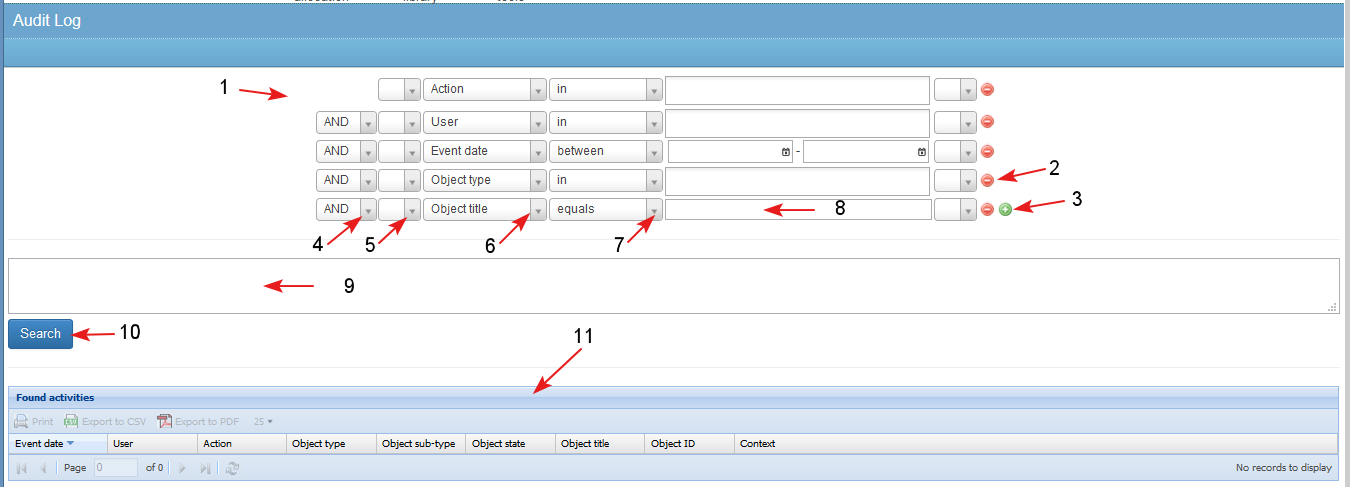 allocation library tools
Audit Log
1 Action in
AND User in
AND Event date between -
AND Object type in 2
AND Object title equals 8 3
4 5 6 7
9
Search 10
11
Found activities
Print Export to CSV Export to PDF 25
Event date User Action Object type Object sub-type Object state Object title Object ID Context
Page 0 of 0 No records to display